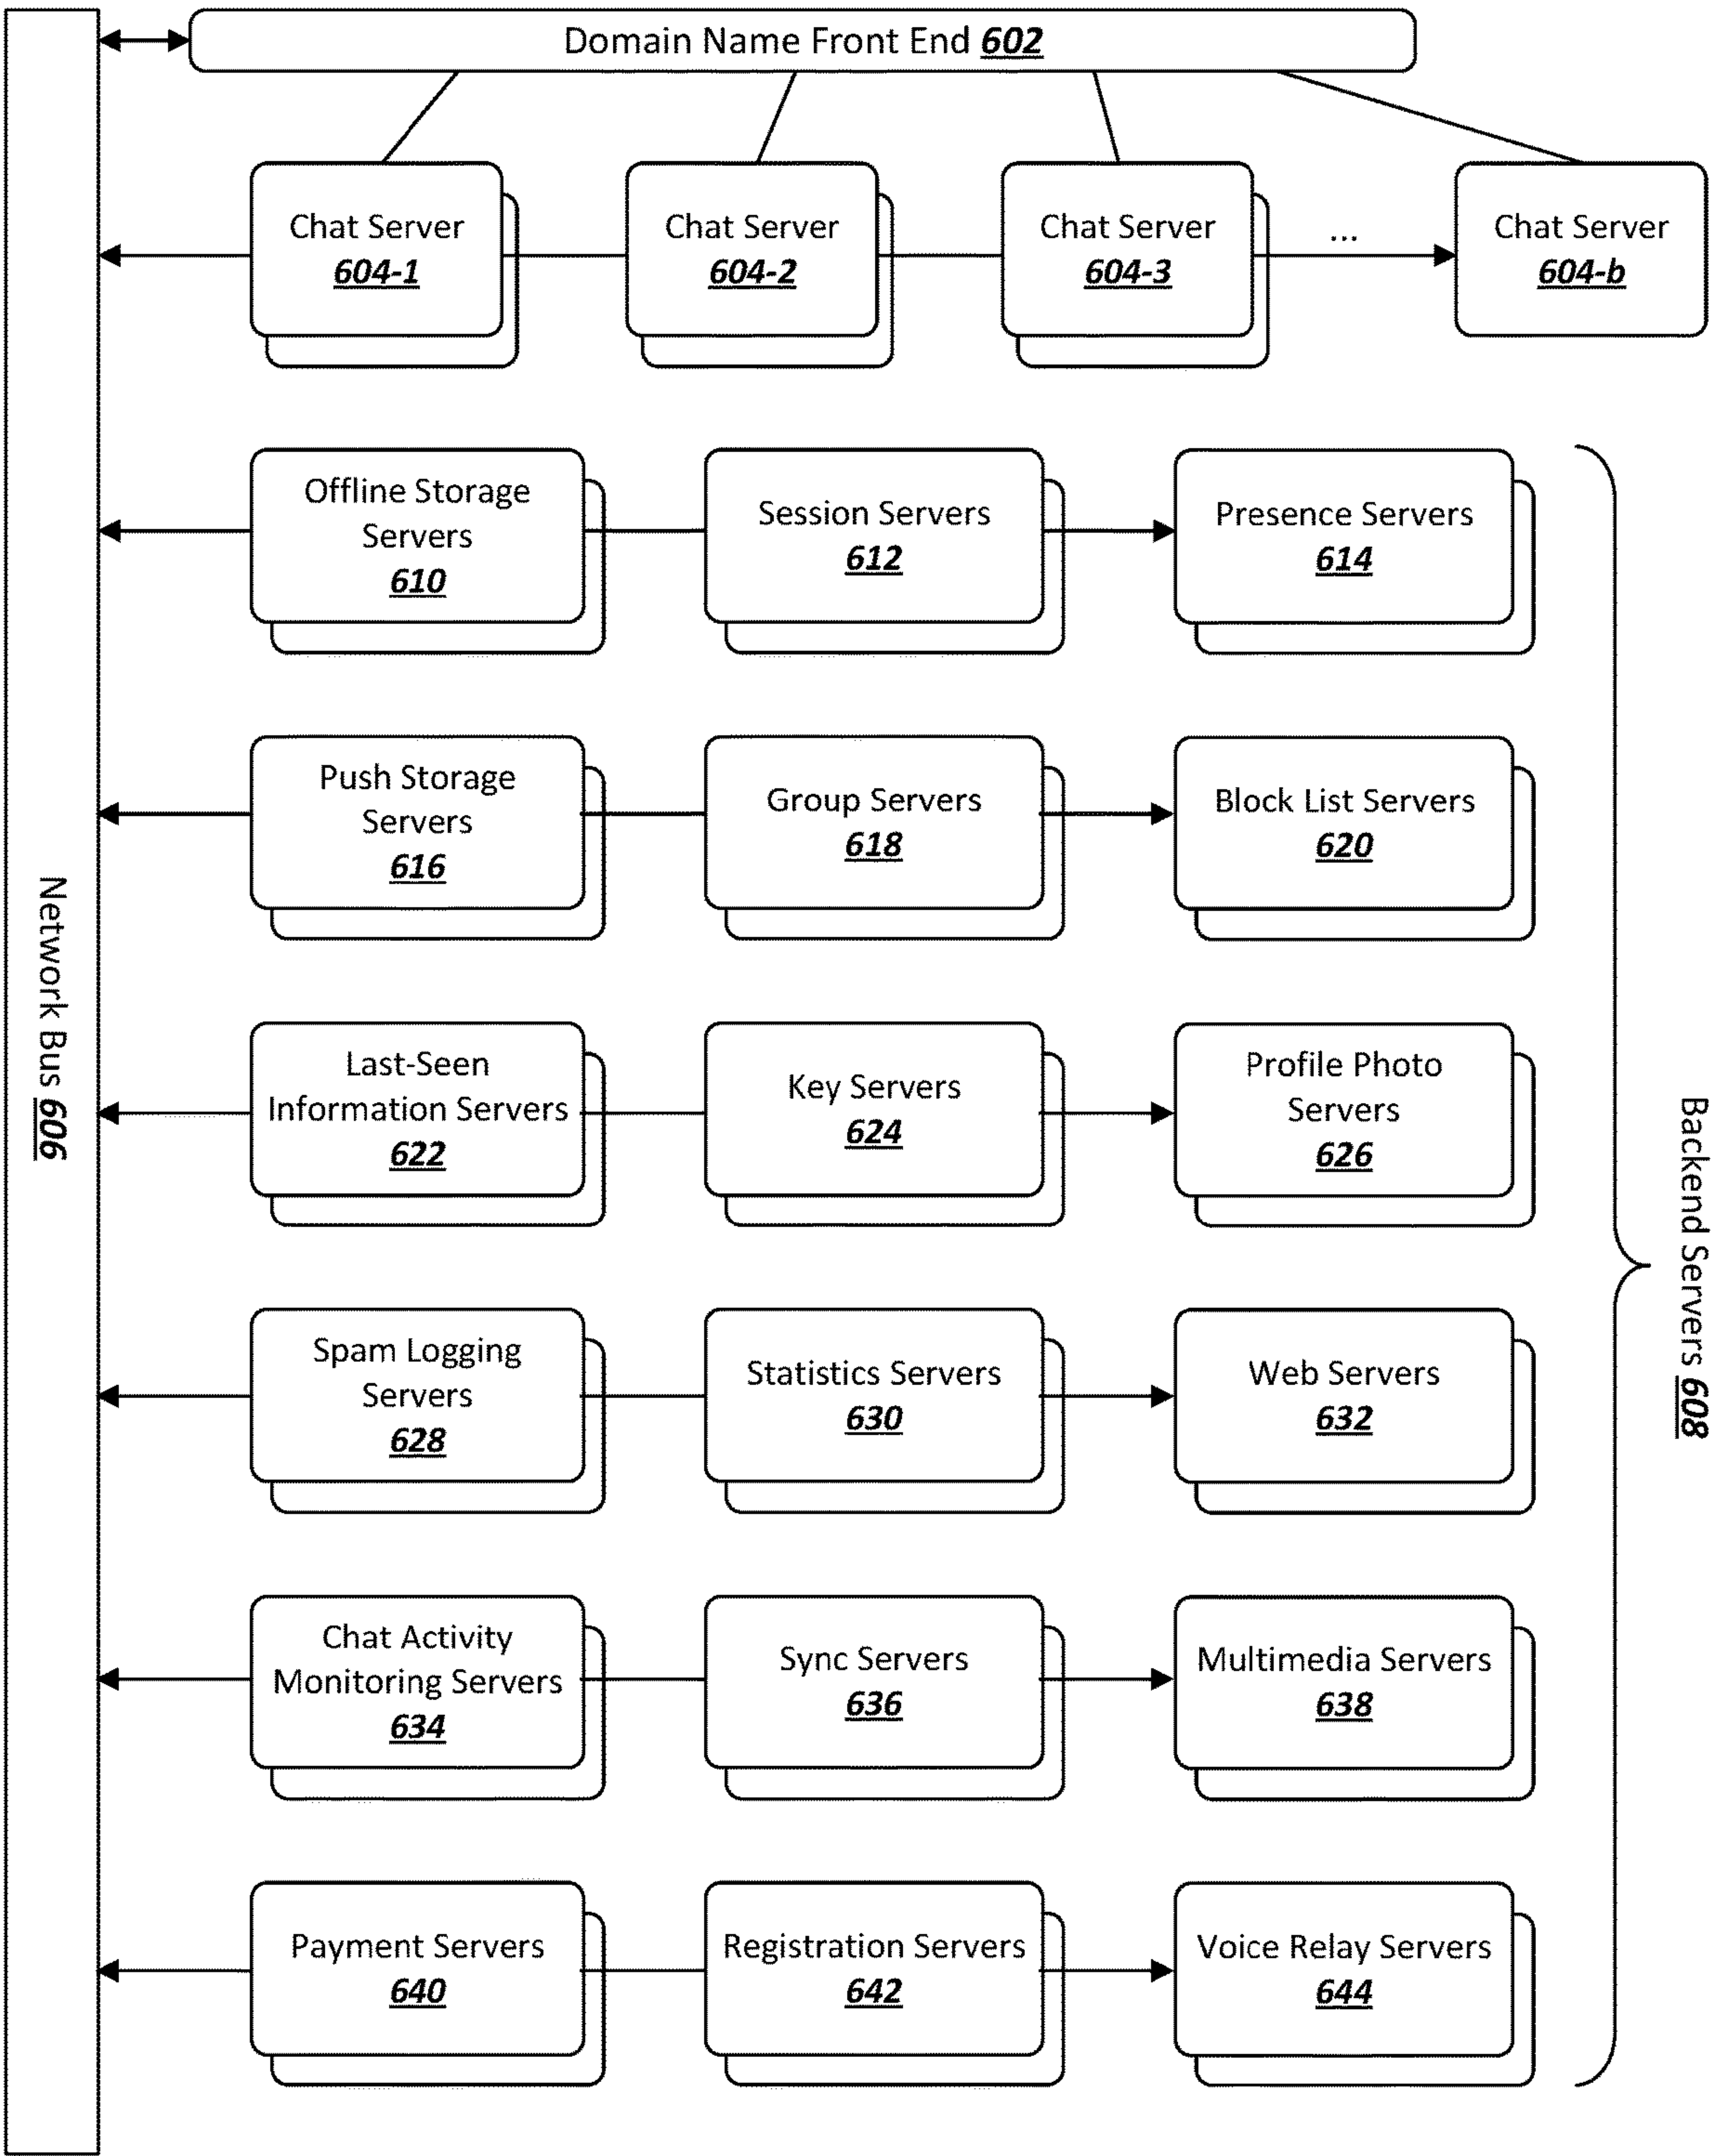 Domain Name Front End 602
Chat Server
604-1
Chat Server
604-2
Chat Server
604-3
...
Chat Server
604-b
Network Bus 606
Offline Storage
Servers
610
Session Servers
612
Presence Servers
614
Push Storage
Servers
616
Group Servers
618
Block List Servers
620
Last-Seen
Information Servers
622
Key Servers
624
Profile Photo
Servers
626
Spam Logging
Servers
628
Statistics Servers
630
Web Servers
632
Chat Activity
Monitoring Servers
634
Sync Servers
636
Multimedia Servers
638
Payment Servers
640
Registration Servers
642
Voice Relay Servers
644
Backend Servers 608